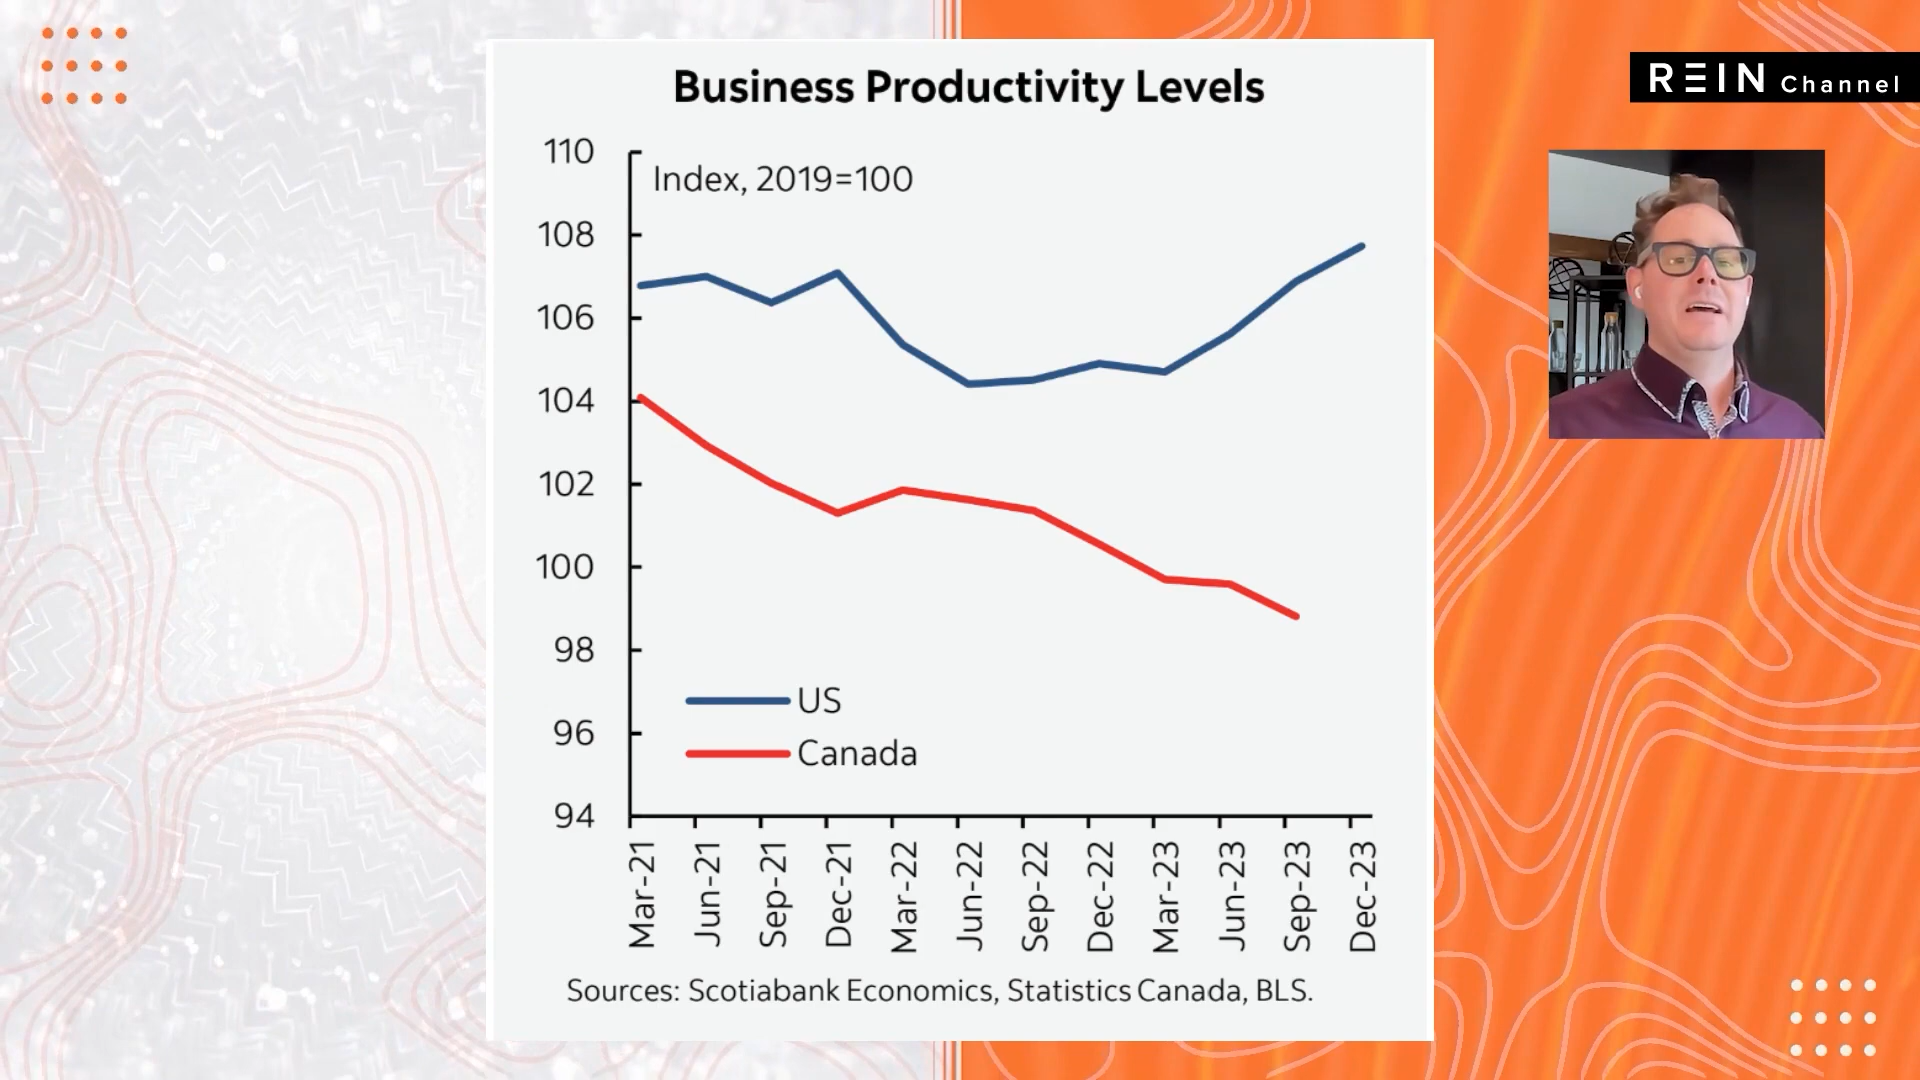 Business Productivity Levels
REIN Channel
110
Index, 2019=100
108
106
104
102
100
98
96
94
US
Canada
Mar-21
Jun-21
Sep-21
Dec-21
Mar-22
Jun-22
Sep-22
Dec-22
Mar-23
Jun-23
Sep-23
Dec-23
Sources: Scotiabank Economics, Statistics Canada, BLS.